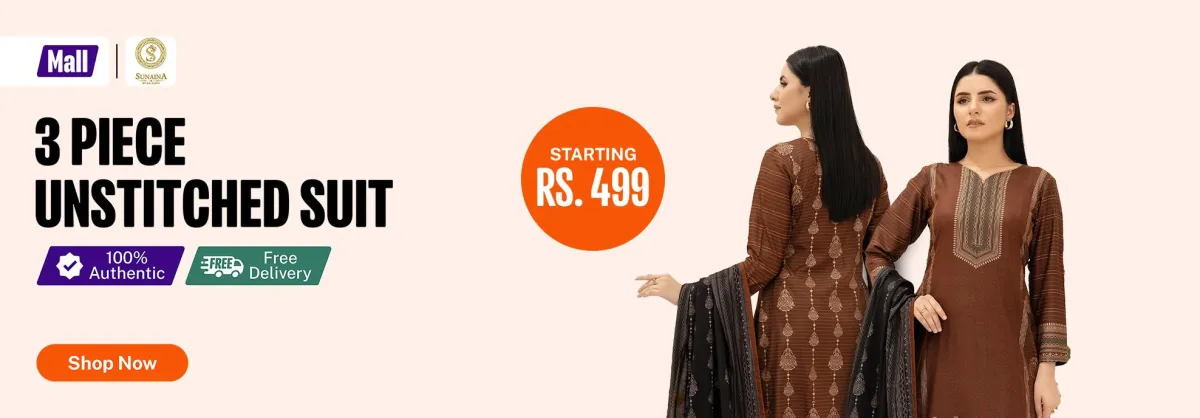 Mall
SUNAINA
3 PIECE
UNSTITCHED SUIT
100%
Authentic
FREE
Free
Delivery
Shop Now
STARTING
RS. 499